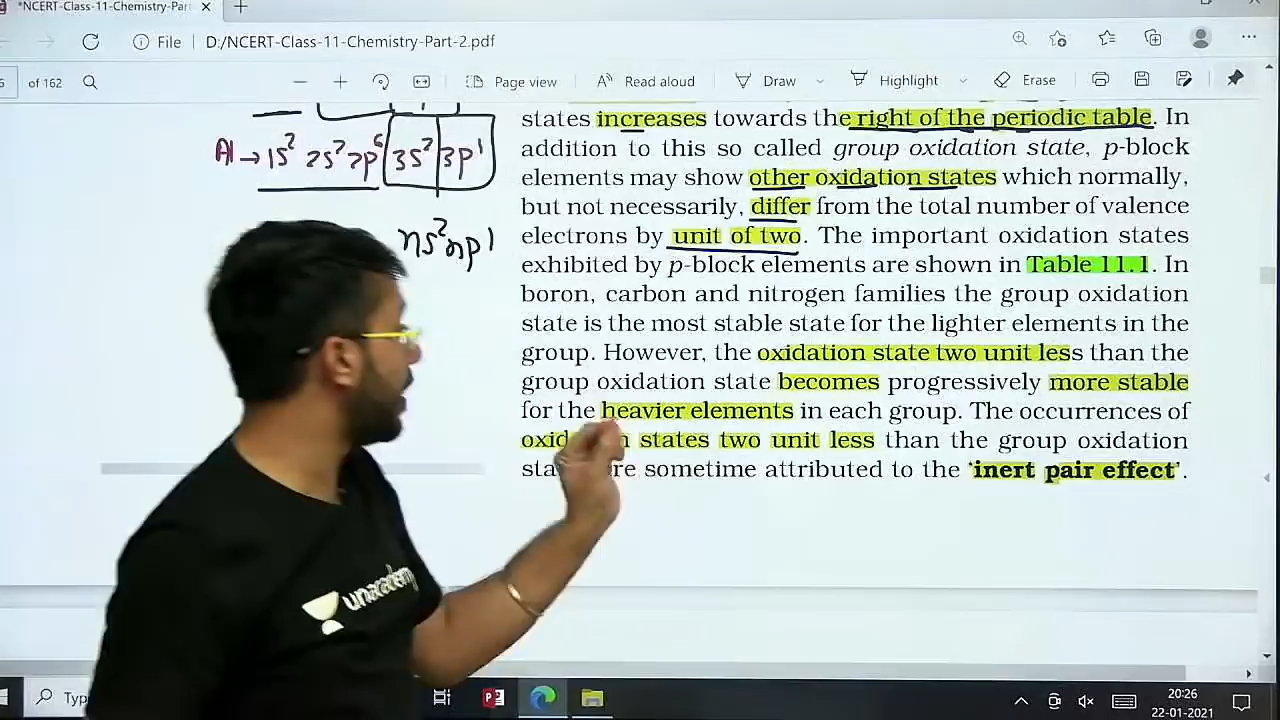 *NCERT-Class-11-Chemistry-Part
File | D:/NCERT-Class-11-Chemistry-Part-2.pdf
of 162
Page view
Read aloud
Draw
Highlight
Erase
states increases towards the right of the periodic table. In
addition to this so called group oxidation state, p-block
elements may show other oxidation states which normally,
but not necessarily, differ from the total number of valence
electrons by unit of two. The important oxidation states
exhibited by p-block elements are shown in Table 11.1. In
boron, carbon and nitrogen families the group oxidation
state is the most stable state for the lighter elements in the
group. However, the oxidation state two unit less than the
group oxidation state becomes progressively more stable
for the heavier elements in each group. The occurrences of
states two unit less than the group oxidation
sometime attributed to the 'inert pair effect'.
Al → 1s² 2s² 2p⁶ 3s² 3p¹
ns² np¹
unacademy
20:26
22-01-2021